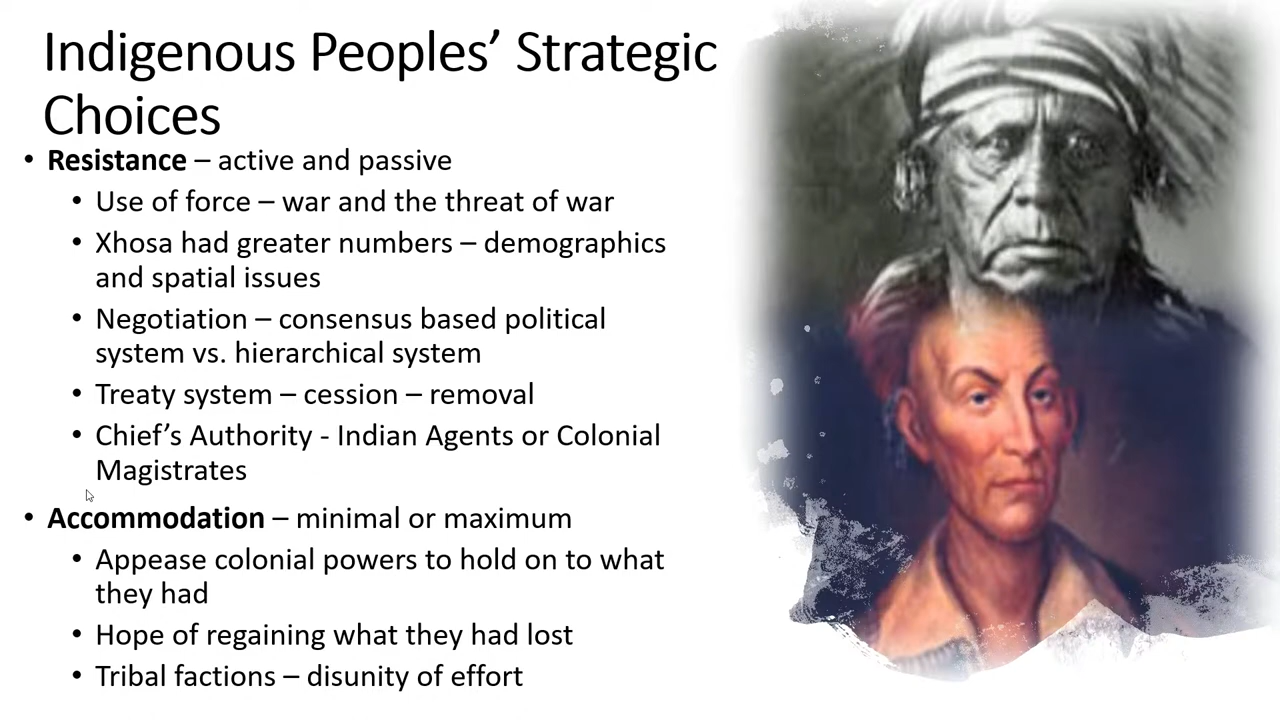 Indigenous Peoples’ Strategic
Choices
• Resistance – active and passive
• Use of force – war and the threat of war
• Xhosa had greater numbers – demographics
and spatial issues
• Negotiation – consensus based political
system vs. hierarchical system
• Treaty system – cession – removal
• Chief’s Authority - Indian Agents or Colonial
Magistrates
• Accommodation – minimal or maximum
• Appease colonial powers to hold on to what
they had
• Hope of regaining what they had lost
• Tribal factions – disunity of effort